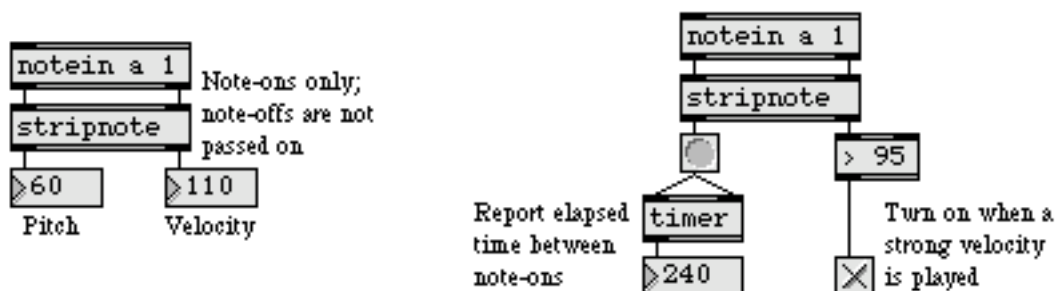 notein a 1
Note-ons only;
note-offs are not
passed on
stripnote
60
110
Pitch
Velocity
notein a 1
stripnote
> 95
Report elapsed
time between
note-ons
timer
240
Turn on when a
strong velocity
is played